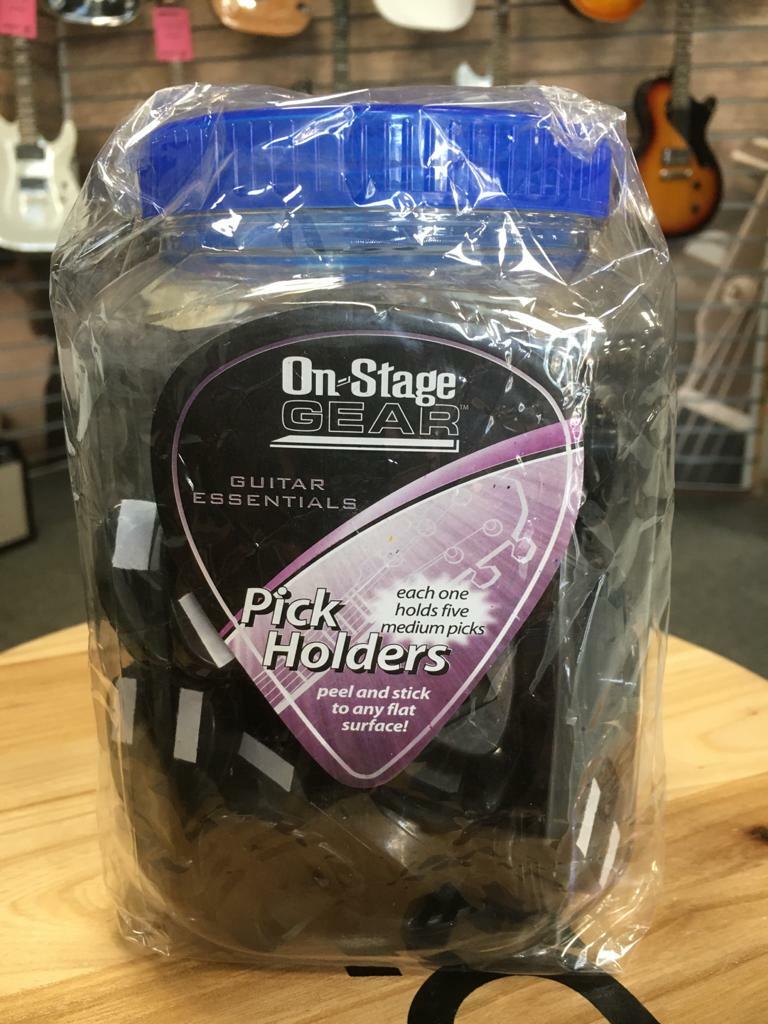 On-Stage
GEAR™
GUITAR
ESSENTIALS
Pick
Holders
each one
holds five
medium picks
peel and stick
to any flat
surface!